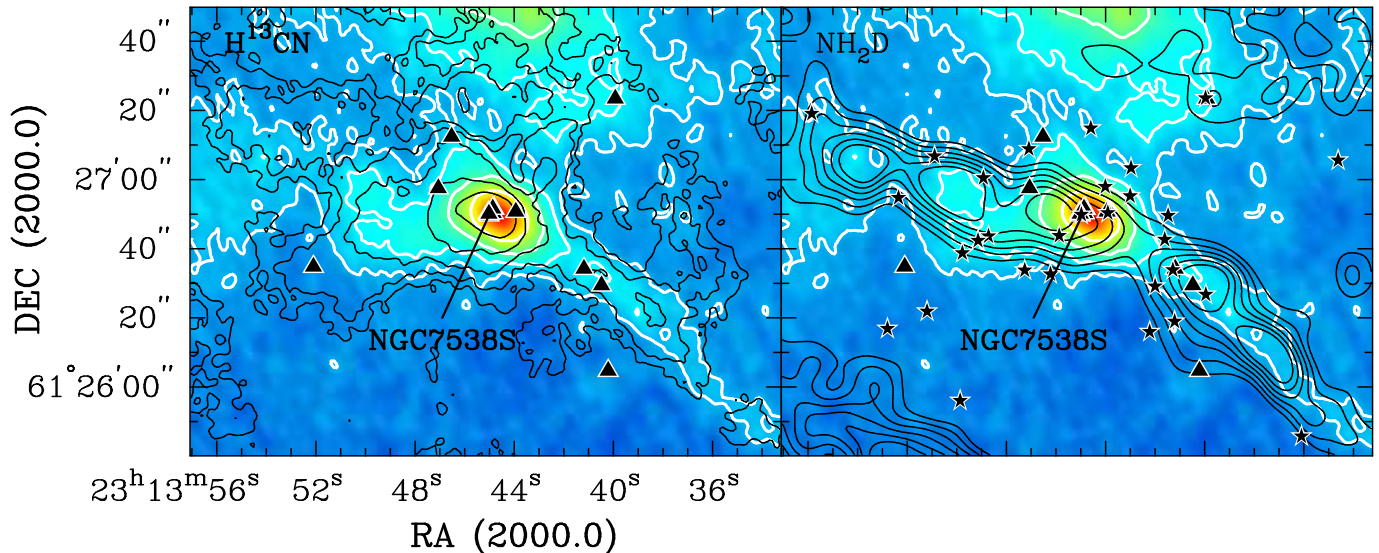 H¹³CN
NH₂D
40″
20″
27′00″
40″
20″
61°26′00″
DEC (2000.0)
NGC7538S
NGC7538S
23ʰ13ᵐ56ˢ 52ˢ 48ˢ 44ˢ 40ˢ 36ˢ
RA (2000.0)